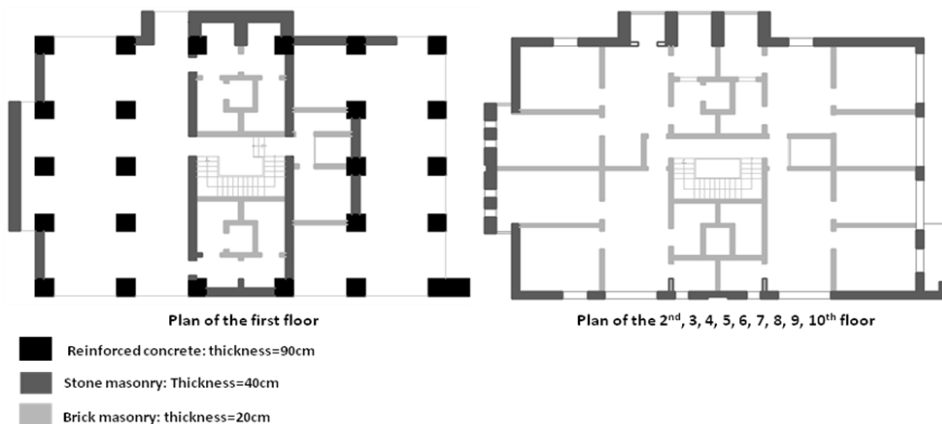 Plan of the first floor
Plan of the 2nd, 3, 4, 5, 6, 7, 8, 9, 10th floor
Reinforced concrete: thickness=90cm
Stone masonry: Thickness=40cm
Brick masonry: thickness=20cm